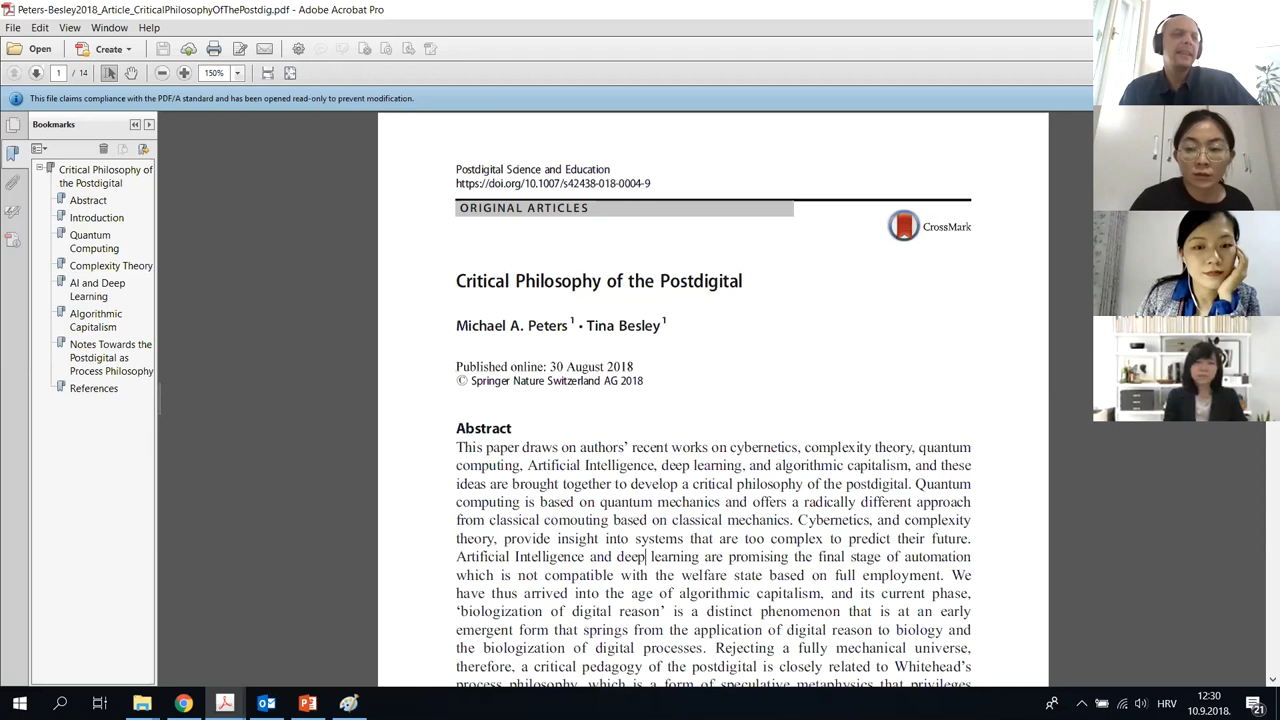 Peters-Besley2018_Article_CriticalPhilosophyOfThePostdig.pdf - Adobe Acrobat Pro
File Edit View Window Help
Open Create
1 / 14 150%
This file claims compliance with the PDF/A standard and has been opened read-only to prevent modification.
Bookmarks
Critical Philosophy of
the Postdigital
Abstract
Introduction
Quantum
Computing
Complexity Theory
AI and Deep
Learning
Algorithmic
Capitalism
Notes Towards the
Postdigital as
Process Philosophy
References
Postdigital Science and Education
https://doi.org/10.1007/s42438-018-0004-9
ORIGINAL ARTICLES
CrossMark
Critical Philosophy of the Postdigital
Michael A. Peters 1 · Tina Besley 1
Published online: 30 August 2018
© Springer Nature Switzerland AG 2018
Abstract
This paper draws on authors’ recent works on cybernetics, complexity theory, quantum
computing, Artificial Intelligence, deep learning, and algorithmic capitalism, and these
ideas are brought together to develop a critical philosophy of the postdigital. Quantum
computing is based on quantum mechanics and offers a radically different approach
from classical comouting based on classical mechanics. Cybernetics, and complexity
theory, provide insight into systems that are too complex to predict their future.
Artificial Intelligence and deep learning are promising the final stage of automation
which is not compatible with the welfare state based on full employment. We
have thus arrived into the age of algorithmic capitalism, and its current phase,
‘biologization of digital reason’ is a distinct phenomenon that is at an early
emergent form that springs from the application of digital reason to biology and
the biologization of digital processes. Rejecting a fully mechanical universe,
therefore, a critical pedagogy of the postdigital is closely related to Whitehead’s
process philosophy, which is a form of speculative metaphysics that privileges
HRV
12:30
10.9.2018.
21